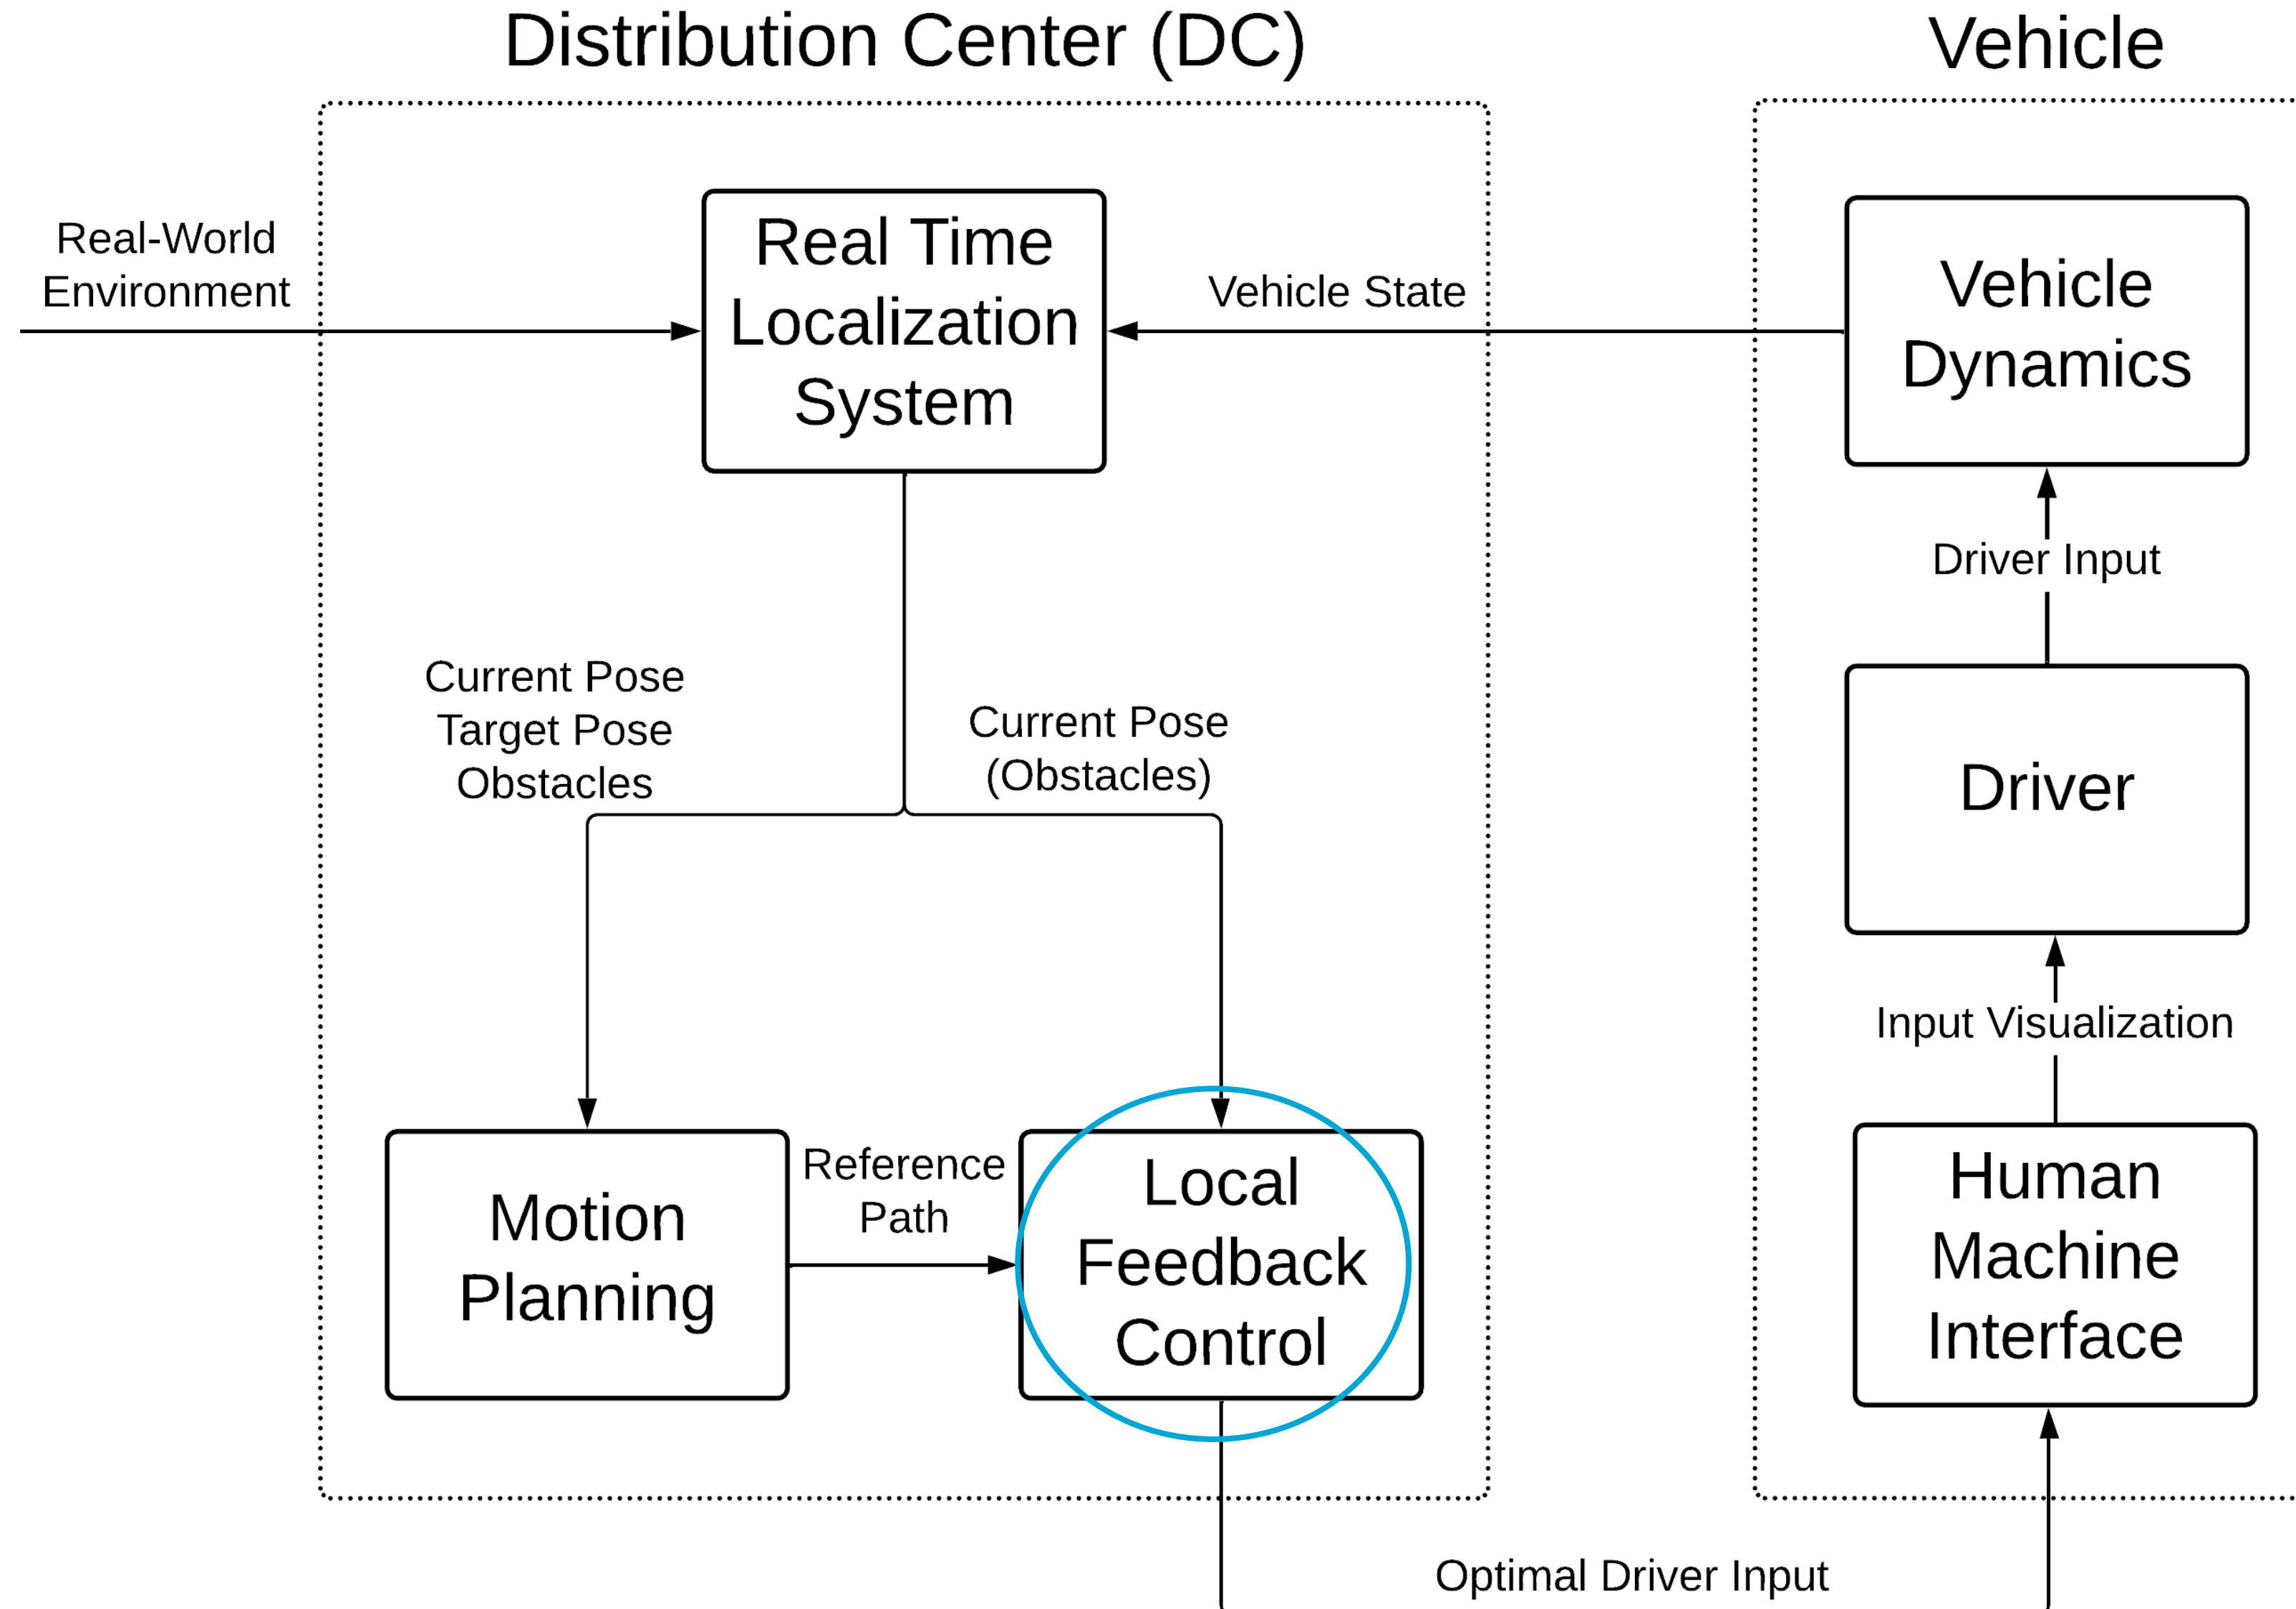 Distribution Center (DC)
Vehicle
Real-World
Environment
Real Time
Localization
System
Vehicle State
Vehicle
Dynamics
Driver Input
Current Pose
Target Pose
Obstacles
Current Pose
(Obstacles)
Driver
Input Visualization
Motion
Planning
Reference
Path
Local
Feedback
Control
Human
Machine
Interface
Optimal Driver Input